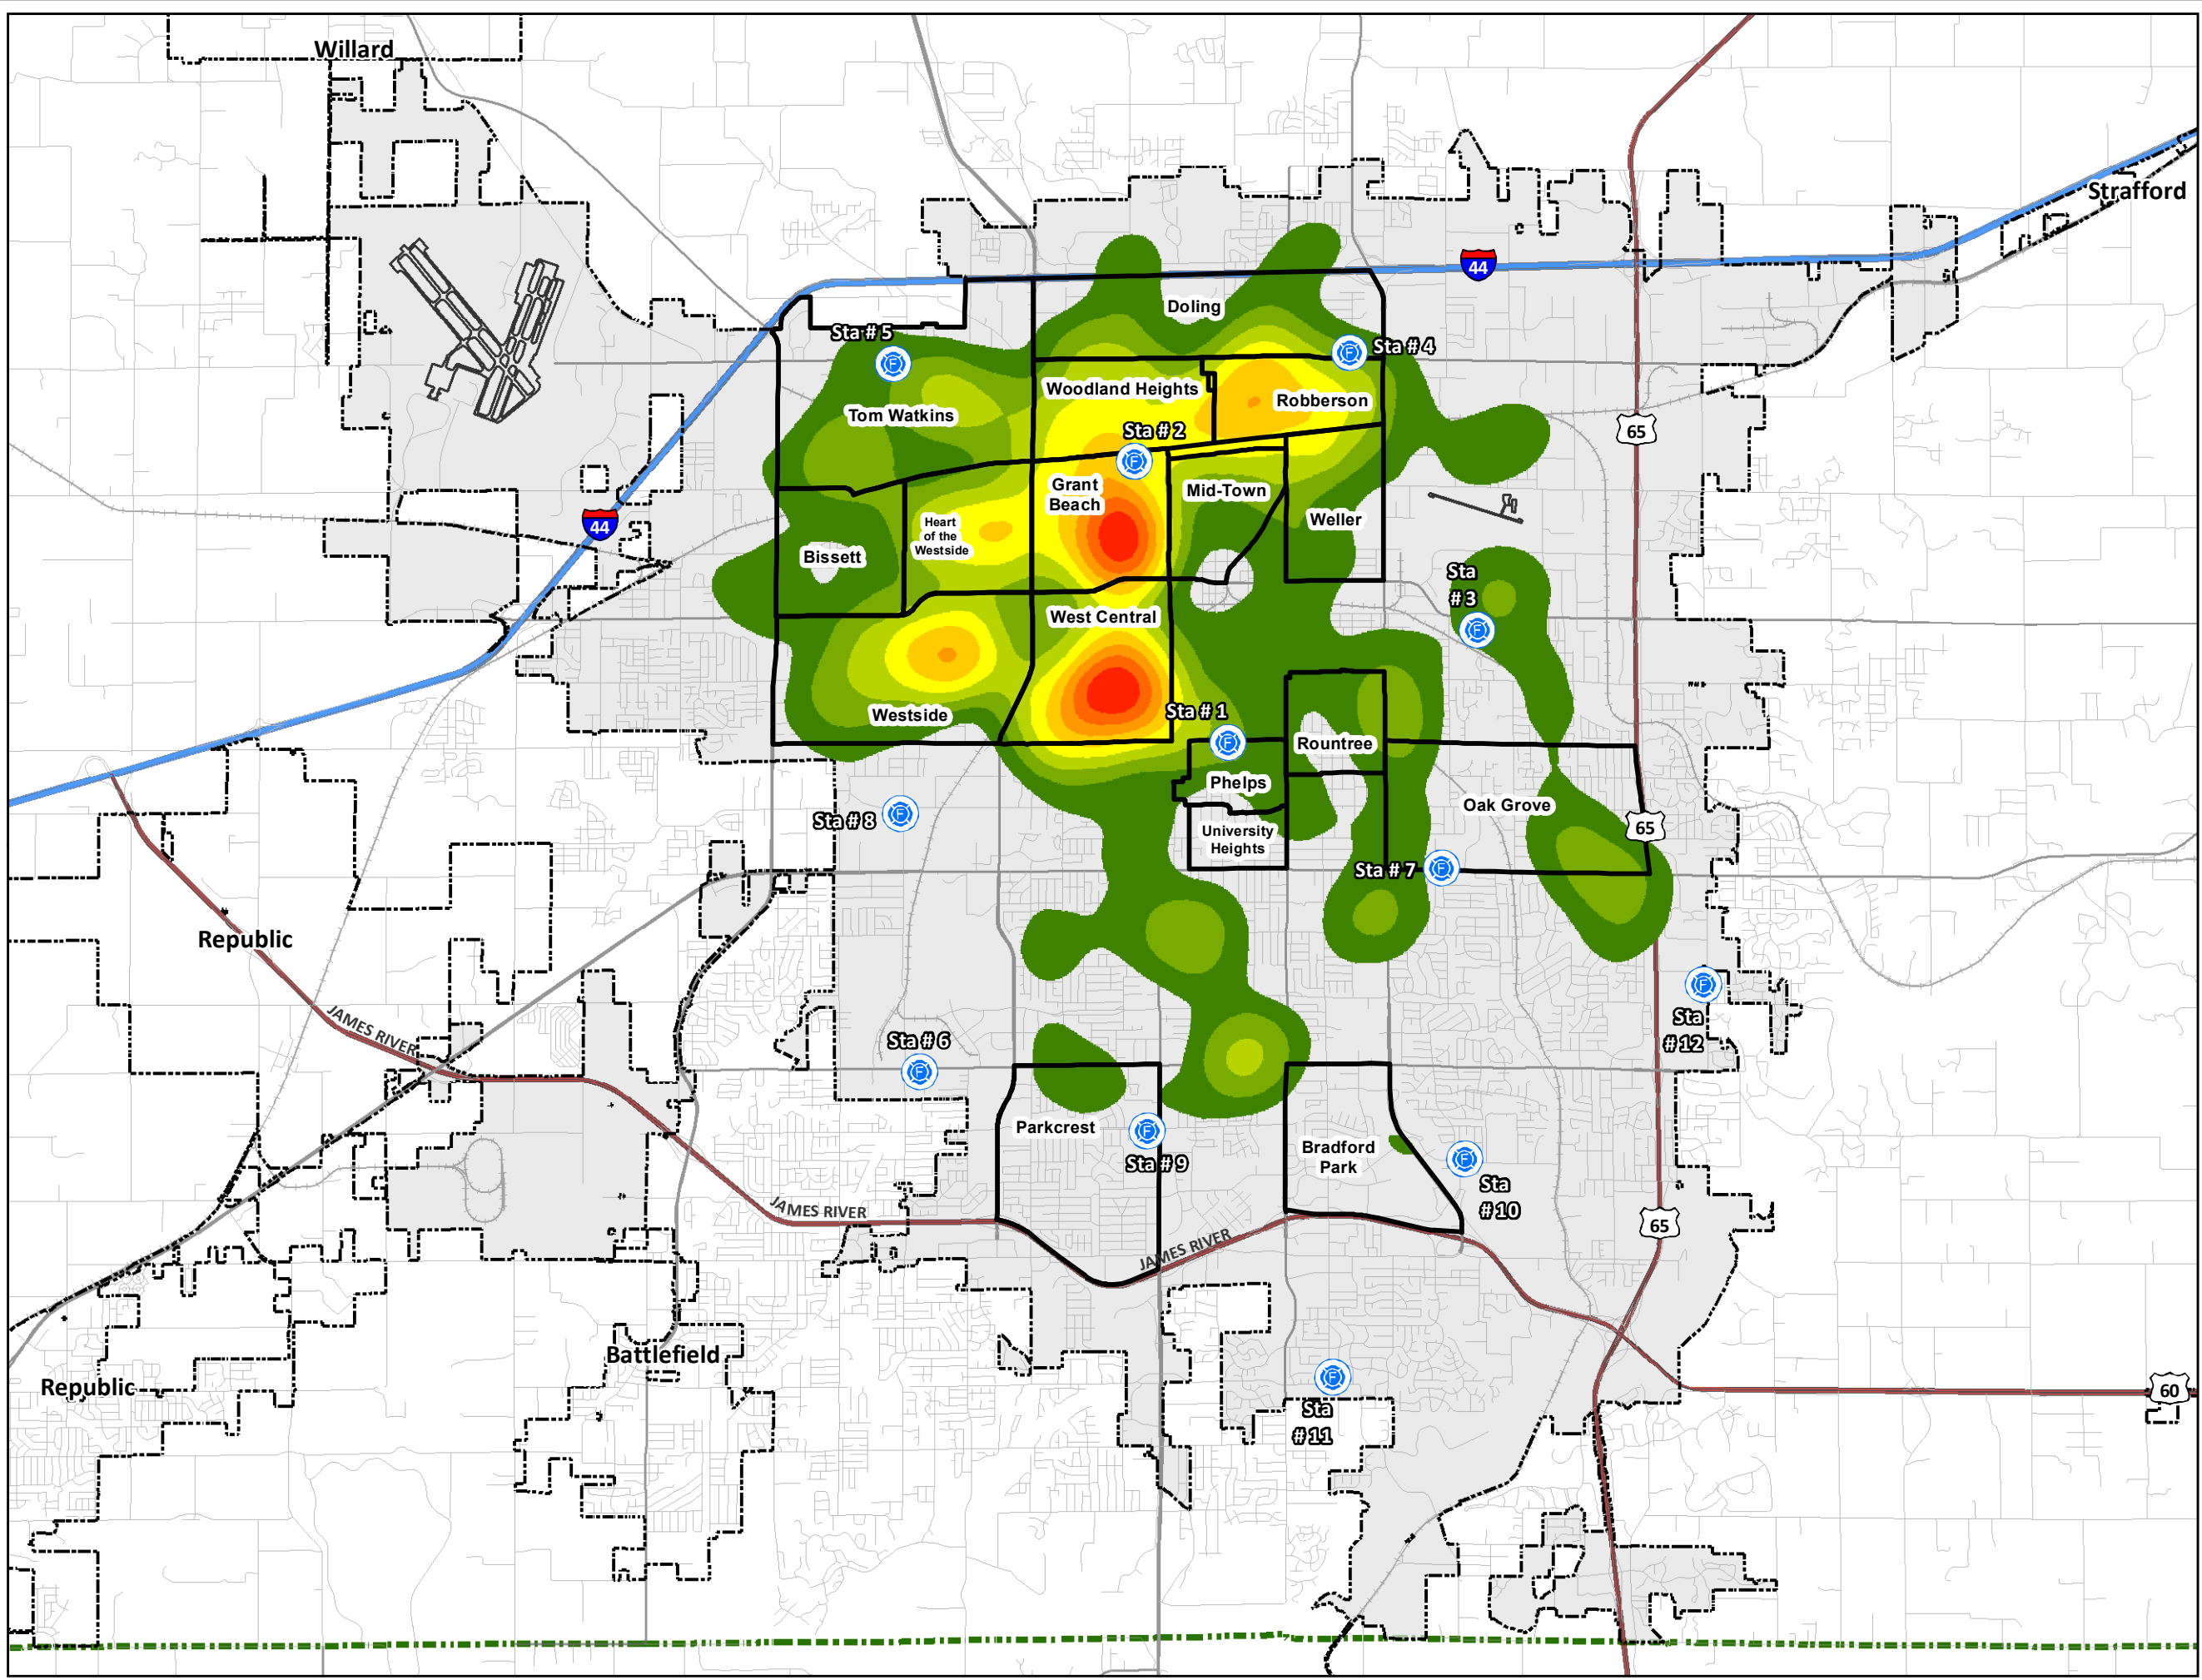 Willard
Strafford
44
Doling
Sta # 5
Sta # 4
Woodland Heights
Robberson
Tom Watkins
Sta # 2
65
Grant
Beach
Mid-Town
Heart
of the
Westside
Weller
44
Bissett
Sta
# 3
West Central
Westside
Sta # 1
Rountree
Phelps
Oak Grove
Sta # 8
University
Heights
65
Sta # 7
Republic
JAMES RIVER
Sta # 6
Sta
# 12
Parkcrest
Sta # 9
Bradford
Park
Sta
# 10
JAMES RIVER
JAMES RIVER
65
Battlefield
Republic
60
Sta
# 11
F
F
F
F
F
F
F
F
F
F
F
F